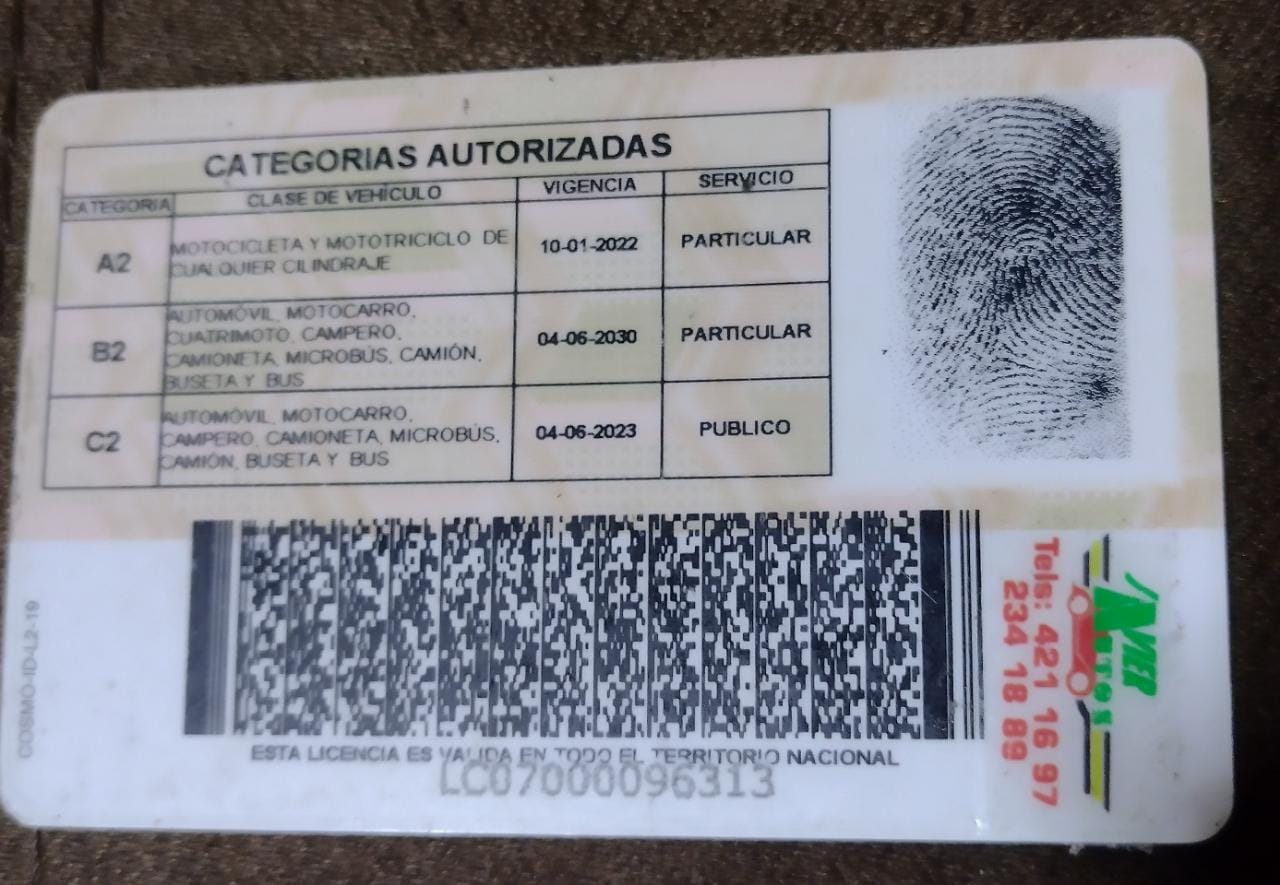 CATEGORIAS AUTORIZADAS
CATEGORIA CLASE DE VEHÍCULO VIGENCIA SERVICIO
A2 MOTOCICLETA Y MOTOTRICICLO DE CUALQUIER CILINDRAJE 10-01-2022 PARTICULAR
B2 AUTOMÓVIL, MOTOCARRO, CUATRIMOTO, CAMPERO, CAMIONETA, MICROBÚS, CAMIÓN, BUSETA Y BUS 04-06-2030 PARTICULAR
C2 AUTOMÓVIL, MOTOCARRO, CAMPERO, CAMIONETA, MICROBÚS, CAMIÓN, BUSETA Y BUS 04-06-2023 PUBLICO
ESTA LICENCIA ES VALIDA EN TODO EL TERRITORIO NACIONAL
LC07000096313
COSMO-ID-L2-19
Tels: 421 16 97
234 18 89